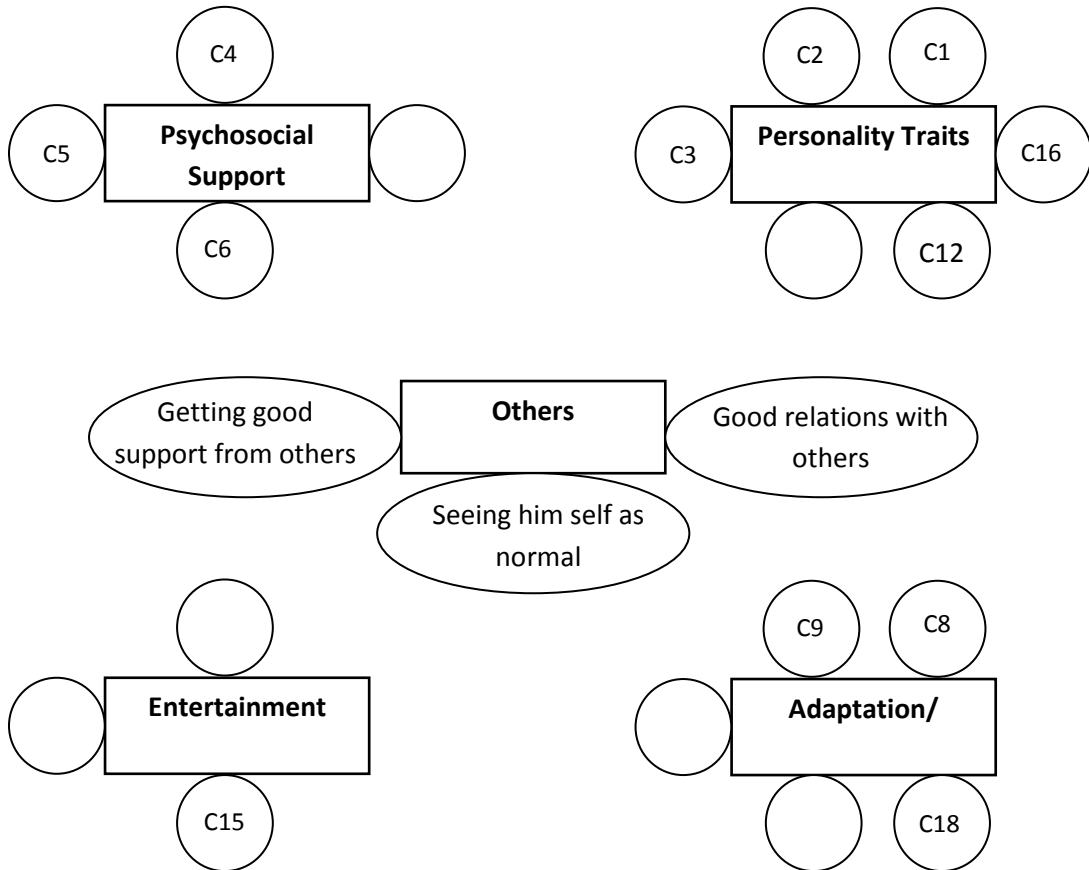 C4
C5
Psychosocial
Support
C6
C2
C1
C3
Personality Traits
C16
C12
Getting good
support from others
Others
Good relations with
others
Seeing him self as
normal
Entertainment
C15
C9
C8
Adaptation/
C18